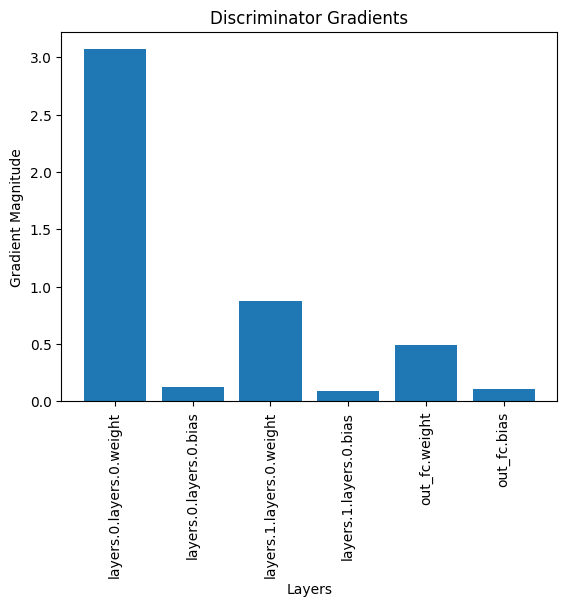 Discriminator Gradients
Gradient Magnitude
3.0
2.5
2.0
1.5
1.0
0.5
0.0
layers.0.layers.0.weight
layers.0.layers.0.bias
layers.1.layers.0.weight
layers.1.layers.0.bias
out_fc.weight
out_fc.bias
Layers